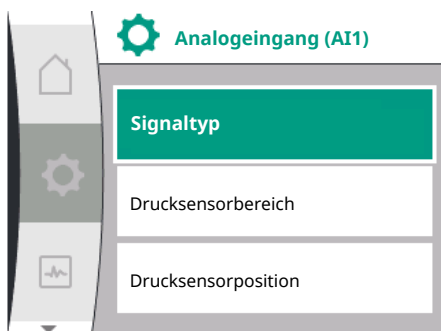 Analogeingang (AI1)
Signaltyp
Drucksensorbereich
Drucksensorposition